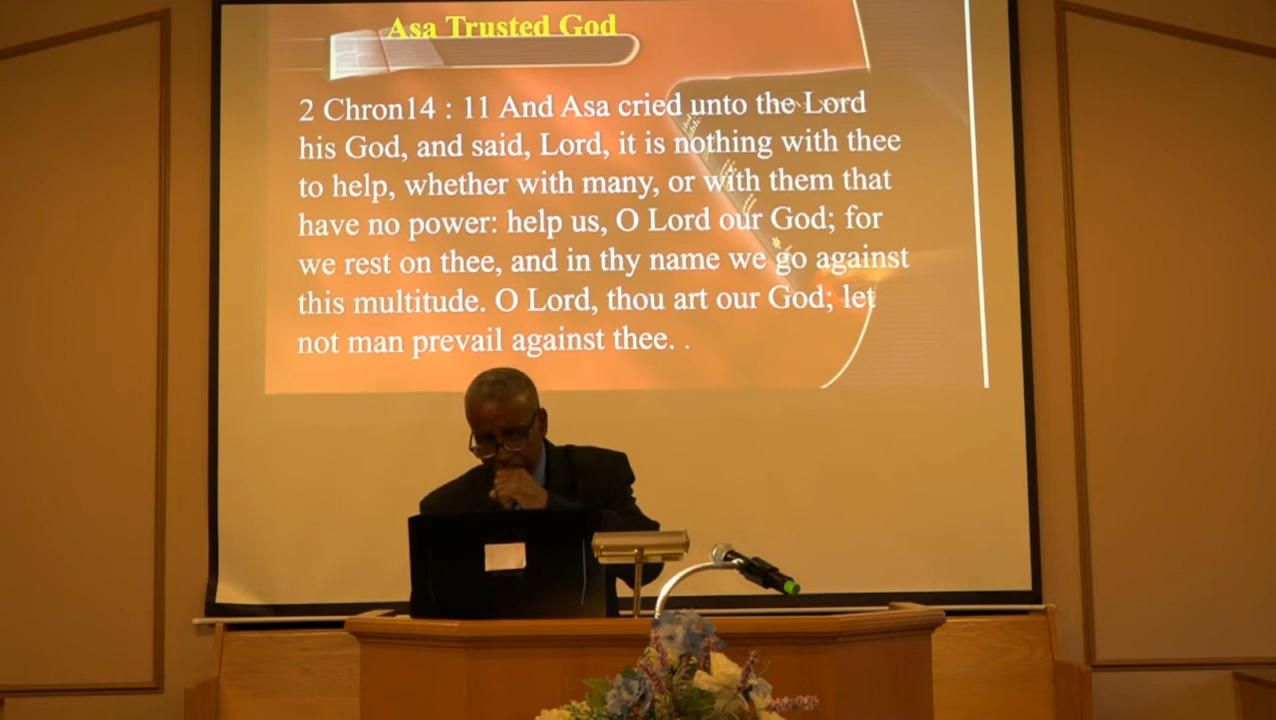 Asa Trusted God
2 Chron14 : 11 And Asa cried unto the Lord
his God, and said, Lord, it is nothing with thee
to help, whether with many, or with them that
have no power: help us, O Lord our God; for
we rest on thee, and in thy name we go against
this multitude. O Lord, thou art our God; let
not man prevail against thee. .